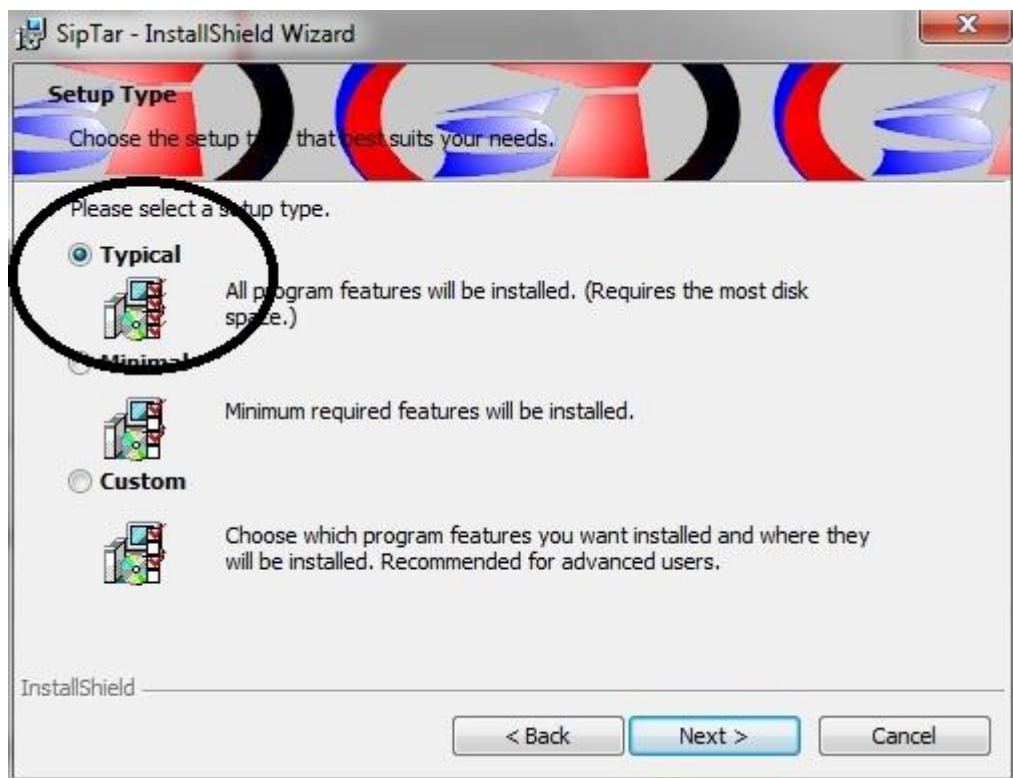 SipTar - InstallShield Wizard
Setup Type
Choose the setup type that best suits your needs.
Please select a setup type.
Typical
All program features will be installed. (Requires the most disk
space.)
Minimal
Minimum required features will be installed.
Custom
Choose which program features you want installed and where they
will be installed. Recommended for advanced users.
InstallShield
< Back
Next >
Cancel